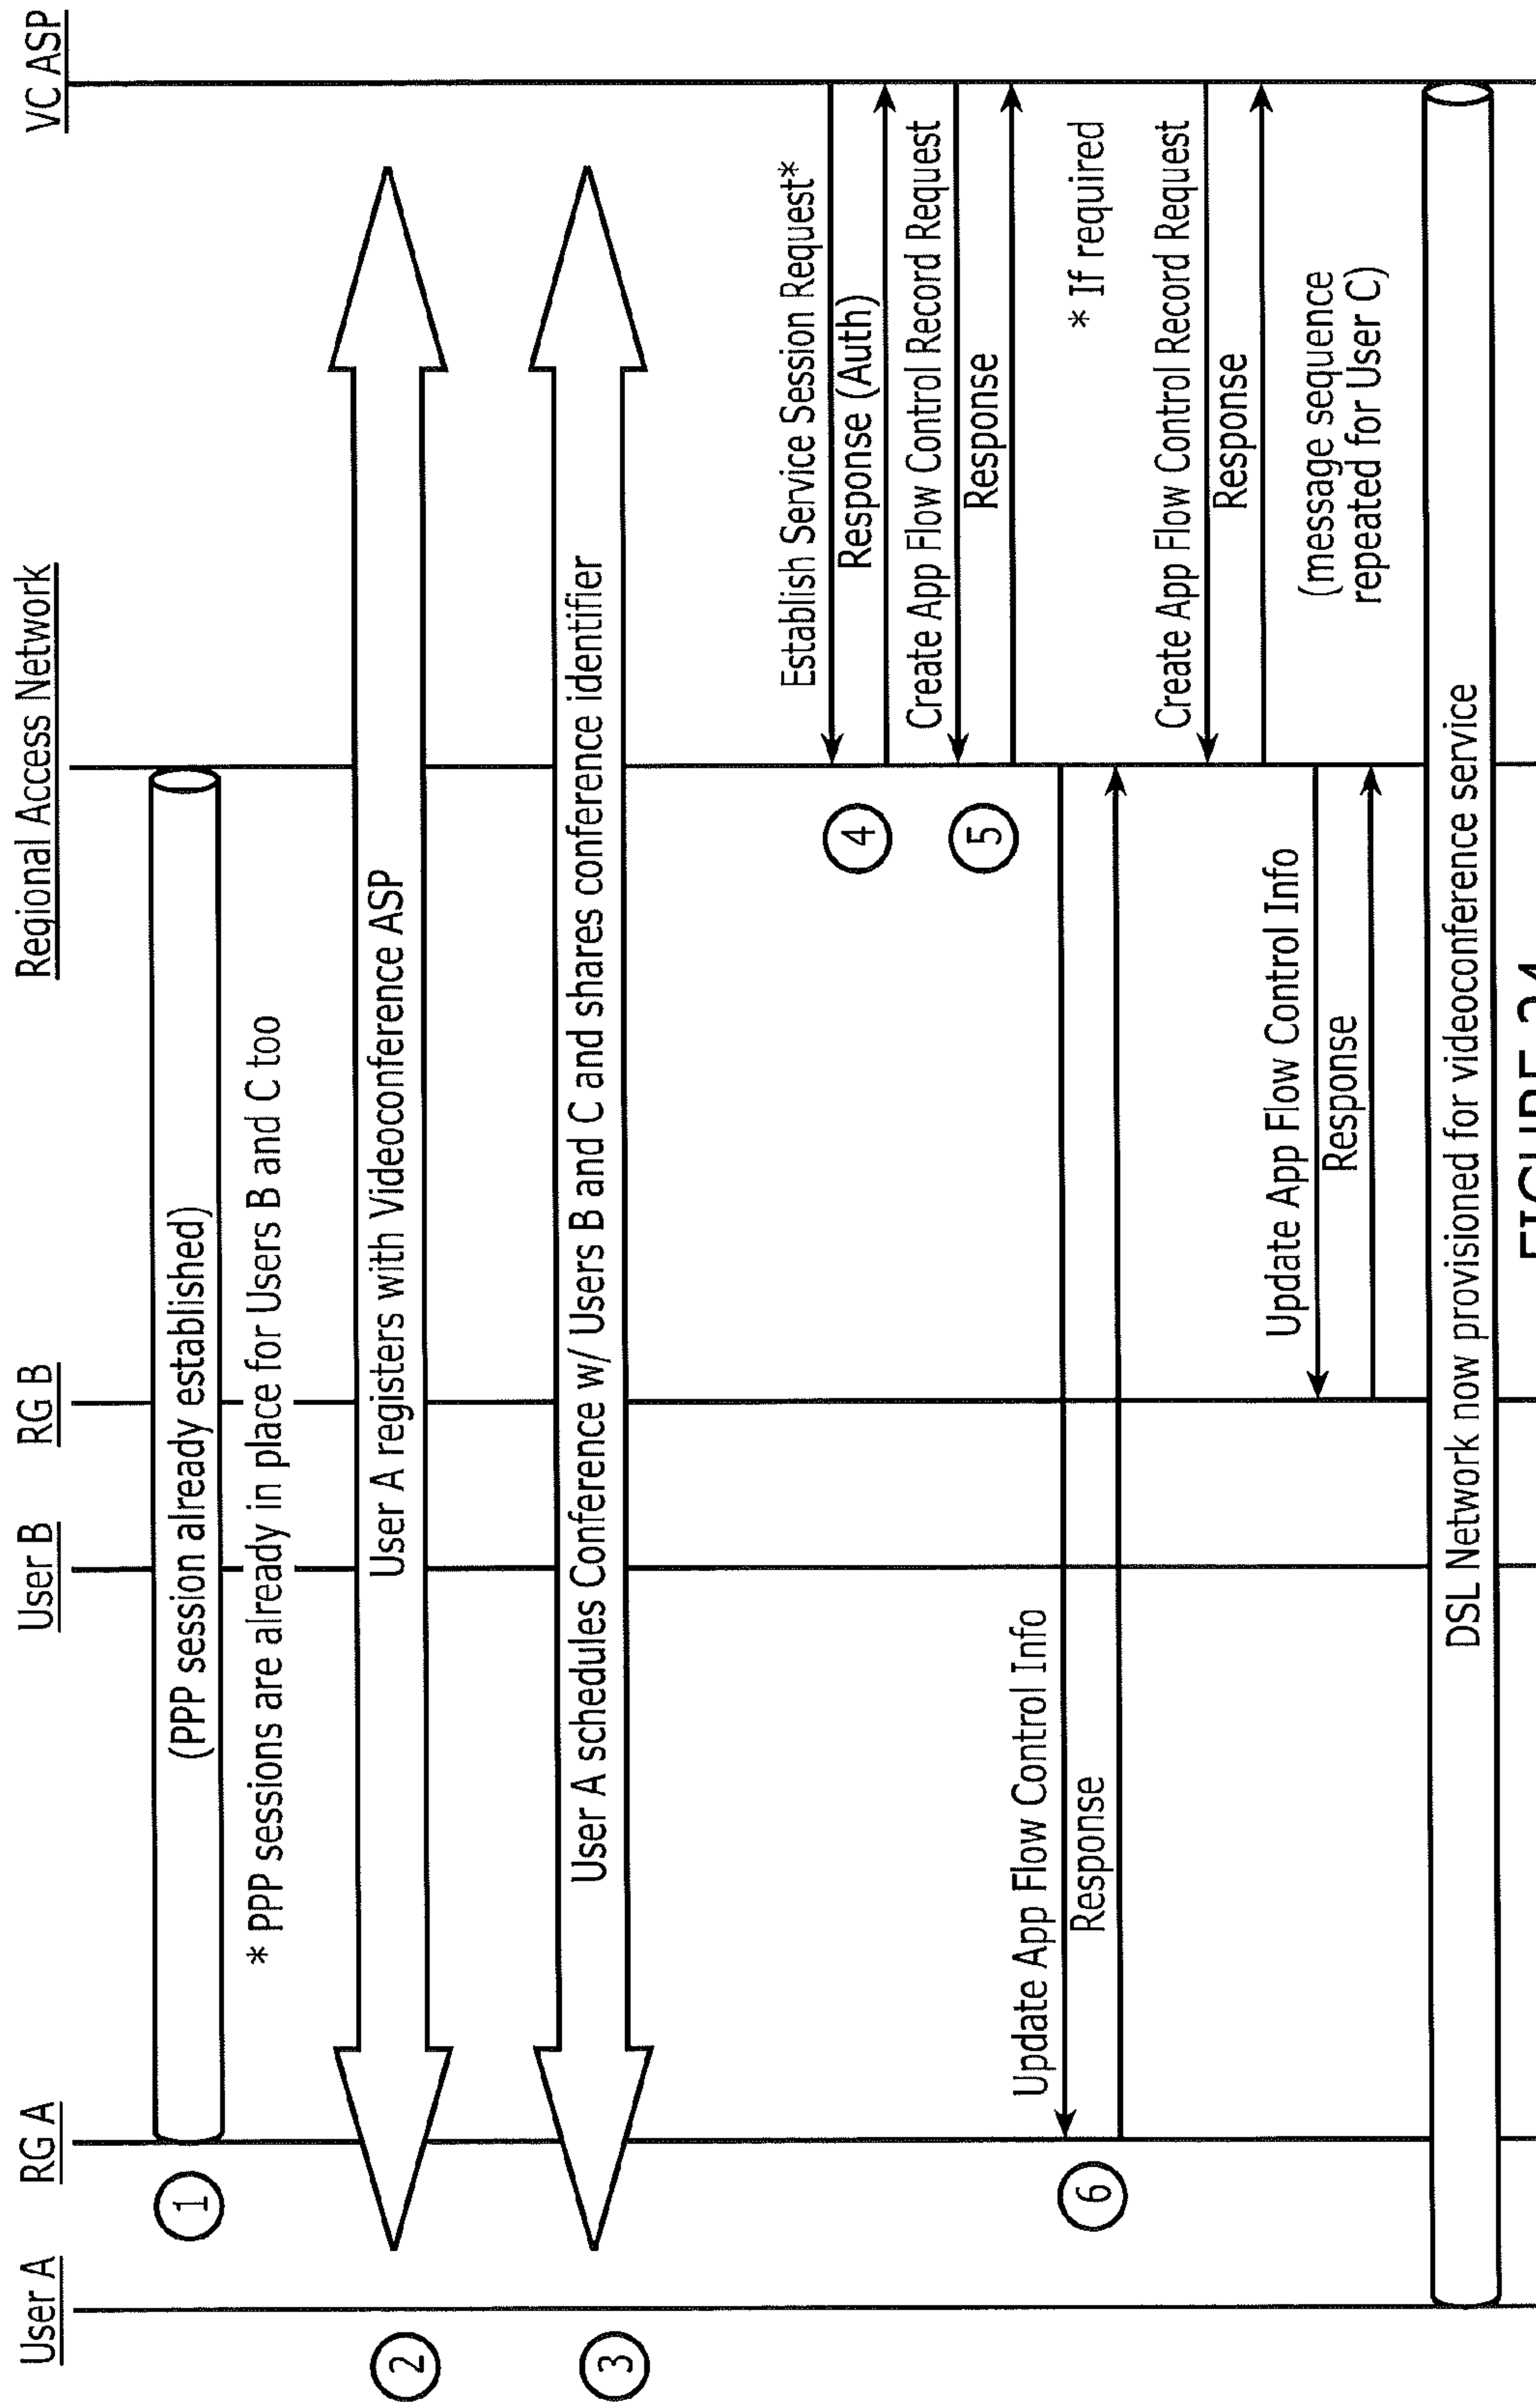 User A
RG A
User B
RG B
Regional Access Network
VC ASP
1
(PPP session already established)
* PPP sessions are already in place for Users B and C too
2
User A registers with Videoconference ASP
3
User A schedules Conference w/ Users B and C and shares conference identifier
Establish Service Session Request*
4
Response (Auth)
Create App Flow Control Record Request
5
Response
Update App Flow Control Info
* If required
6
Response
Create App Flow Control Record Request
Response
Update App Flow Control Info
(message sequence
Response
repeated for User C)
DSL Network now provisioned for videoconference service